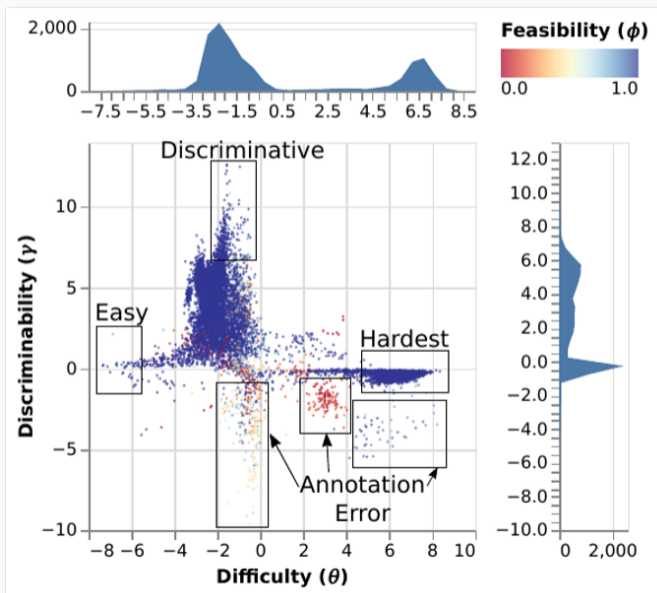 2,000
0
−7.5 −5.5 −3.5 −1.5 0.5 2.5 4.5 6.5 8.5
Feasibility (ϕ)
0.0 1.0
Discriminative
Easy
Hardest
Annotation
Error
10
5
0
−5
−10
Discriminability (γ)
−8 −6 −4 −2 0 2 4 6 8 10
Difficulty (θ)
12.0
10.0
8.0
6.0
4.0
2.0
0.0
−2.0
−4.0
−6.0
−8.0
−10.0
0 2,000